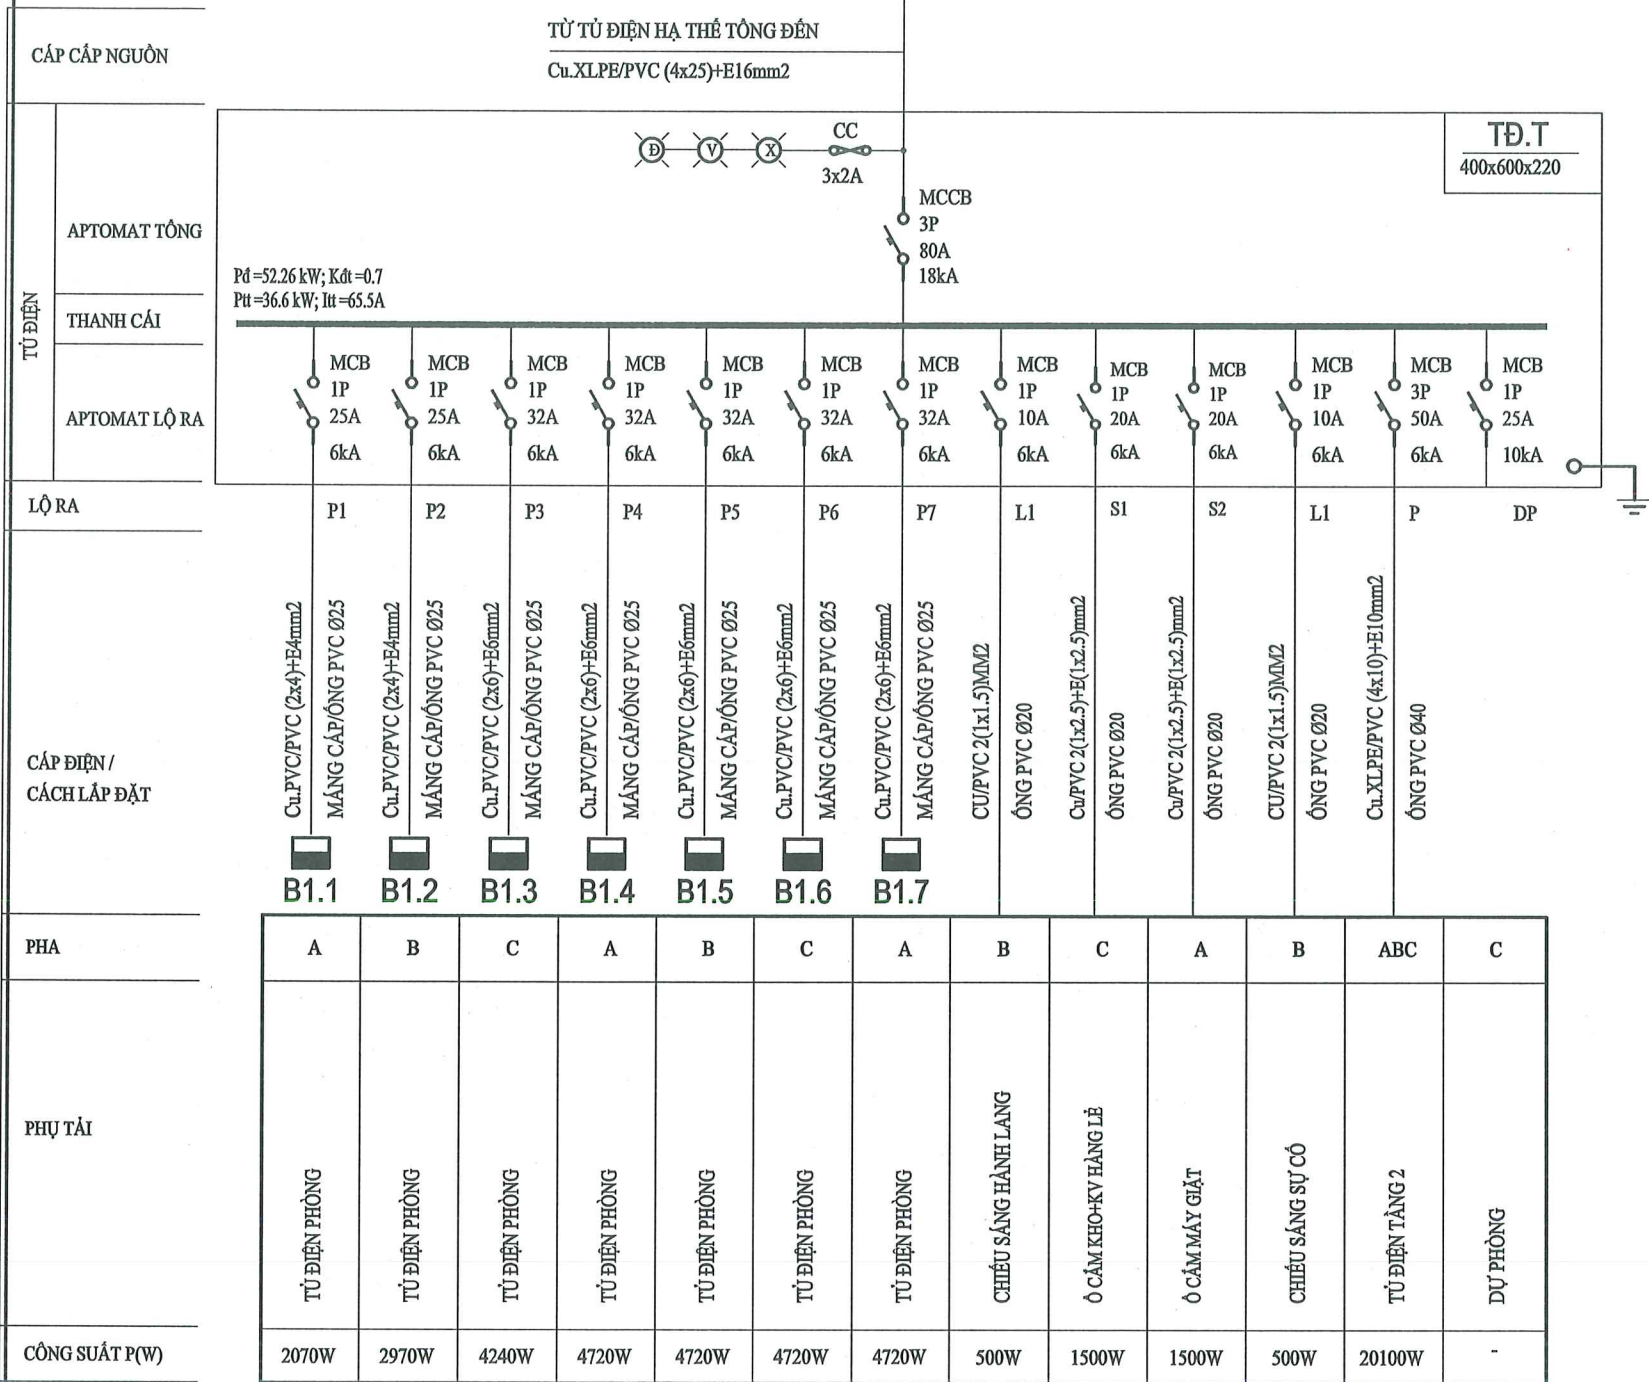 CÁP CẤP NGUỒN
TỪ TỦ ĐIỆN HẠ THẾ TỔNG ĐẾN
Cu.XLPE/PVC (4x25)+E16mm2
TĐ.T
400x600x220
Đ V X
CC
3x2A
MCCB
3P
80A
18kA
TỦ ĐIỆN
APTOMAT TỔNG
Pđ =52.26 kW; Kđt =0.7
Ptt =36.6 kW; Itt =65.5A
THANH CÁI
APTOMAT LỘ RA
MCB MCB MCB MCB MCB MCB MCB MCB MCB MCB MCB MCB MCB
1P 1P 1P 1P 1P 1P 1P 1P 1P 1P 1P 3P 1P
25A 25A 32A 32A 32A 32A 32A 10A 20A 20A 10A 50A 25A
6kA 6kA 6kA 6kA 6kA 6kA 6kA 6kA 6kA 6kA 6kA 6kA 10kA
LỘ RA
P1 P2 P3 P4 P5 P6 P7 L1 S1 S2 L1 P DP
CÁP ĐIỆN /
CÁCH LẮP ĐẶT
Cu.PVC/PVC (2x4)+E4mm2
MÁNG CÁP/ỐNG PVC Ø25
Cu.PVC/PVC (2x4)+E4mm2
MÁNG CÁP/ỐNG PVC Ø25
Cu.PVC/PVC (2x6)+E6mm2
MÁNG CÁP/ỐNG PVC Ø25
Cu.PVC/PVC (2x6)+E6mm2
MÁNG CÁP/ỐNG PVC Ø25
Cu.PVC/PVC (2x6)+E6mm2
MÁNG CÁP/ỐNG PVC Ø25
Cu.PVC/PVC (2x6)+E6mm2
MÁNG CÁP/ỐNG PVC Ø25
Cu.PVC/PVC (2x6)+E6mm2
MÁNG CÁP/ỐNG PVC Ø25
CU/PVC 2(1x1.5)MM2
ỐNG PVC Ø20
Cu/PVC 2(1x2.5)+E(1x2.5)mm2
ỐNG PVC Ø20
Cu/PVC 2(1x2.5)+E(1x2.5)mm2
ỐNG PVC Ø20
CU/PVC 2(1x1.5)MM2
ỐNG PVC Ø20
Cu.XLPE/PVC (4x10)+E10mm2
ỐNG PVC Ø40
B1.1 B1.2 B1.3 B1.4 B1.5 B1.6 B1.7
PHA
A B C A B C A B C A B ABC C
PHỤ TẢI
TỦ ĐIỆN PHÒNG
TỦ ĐIỆN PHÒNG
TỦ ĐIỆN PHÒNG
TỦ ĐIỆN PHÒNG
TỦ ĐIỆN PHÒNG
TỦ ĐIỆN PHÒNG
TỦ ĐIỆN PHÒNG
CHIẾU SÁNG HÀNH LANG
Ổ CẮM KHO+KV HÀNG LẺ
Ổ CẮM MÁY GIẶT
CHIẾU SÁNG SỰ CỐ
TỦ ĐIỆN TẦNG 2
DỰ PHÒNG
CÔNG SUẤT P(W)
2070W 2970W 4240W 4720W 4720W 4720W 4720W 500W 1500W 1500W 500W 20100W -